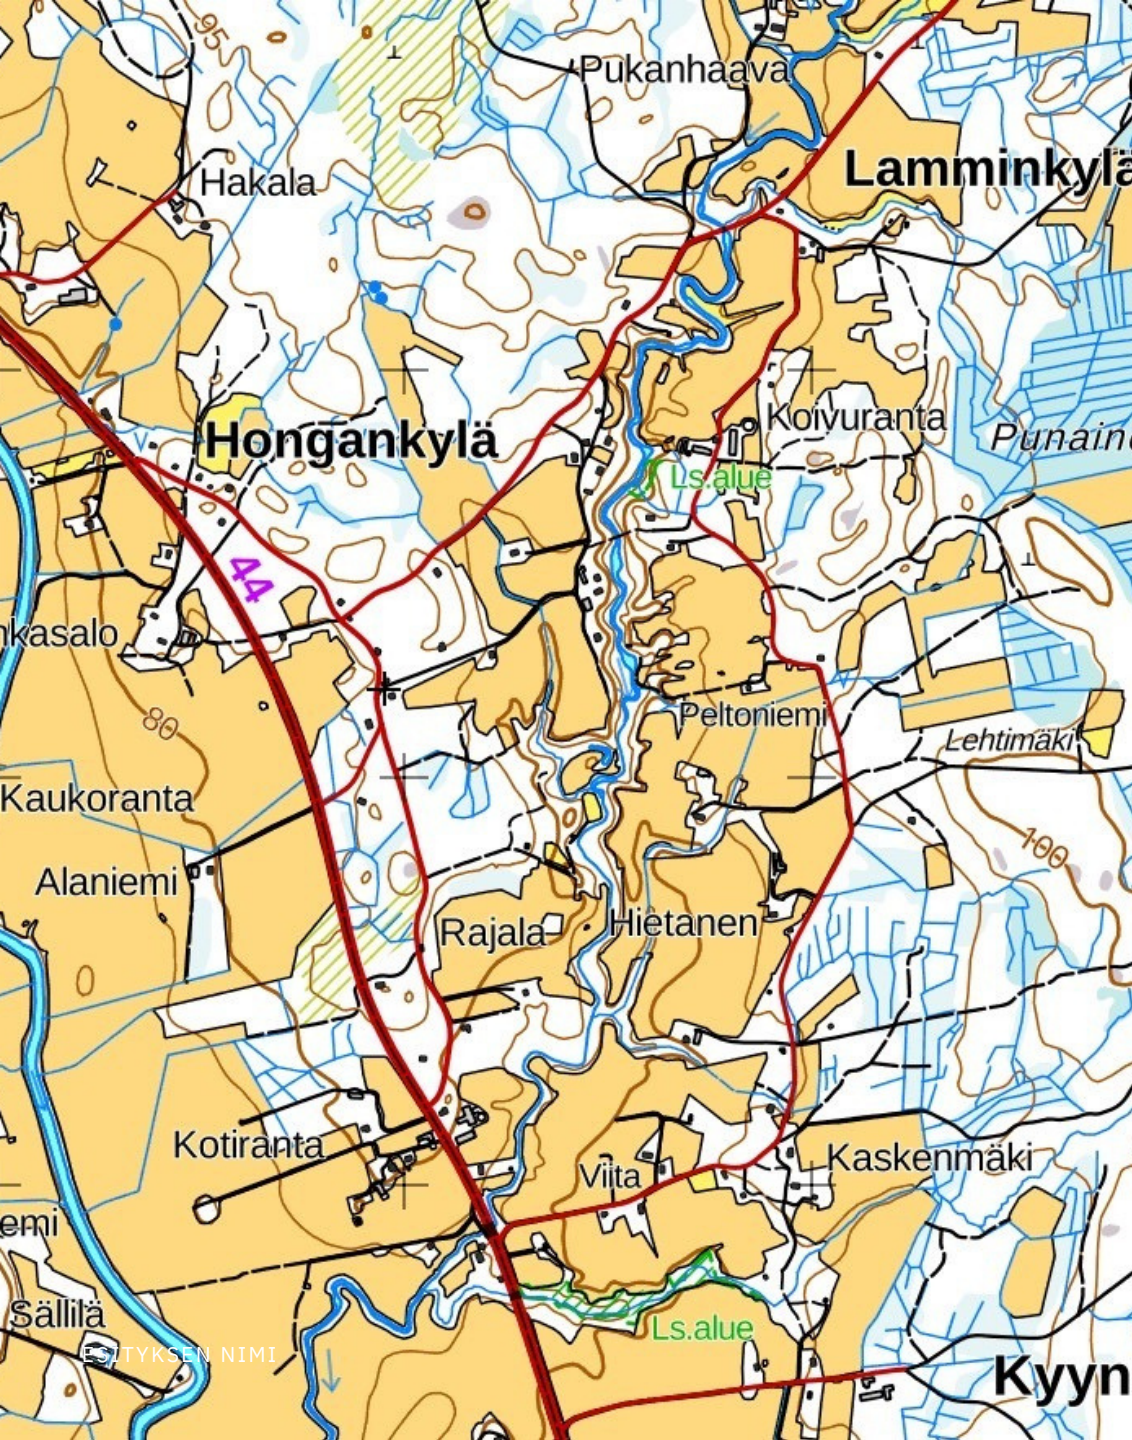 95
Pukanhaava
Lamminkylä
Hakala
Koivuranta
Hongankylä
Punain
Ls.alue
44
nkasalo
80
Peltoniemi
Lehtimäki
Kaukoranta
100
Alaniemi
Rajala
Hietanen
Kotiranta
Viita
Kaskenmäki
emi
Sällilä
Ls.alue
ESITYKSEN NIMI
Kyyn